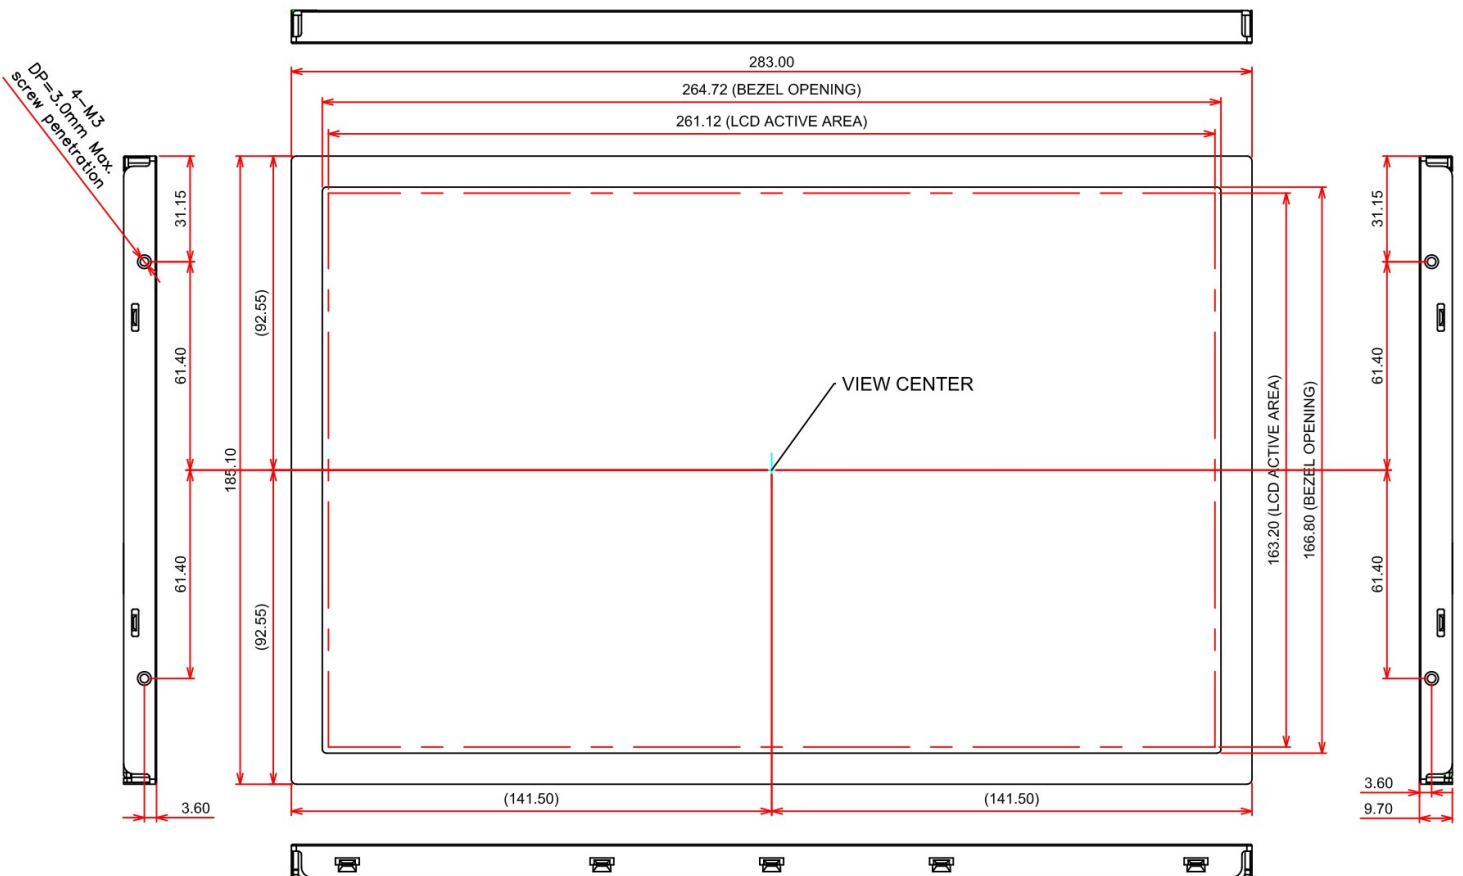 283.00
264.72 (BEZEL OPENING)
261.12 (LCD ACTIVE AREA)
4-M3
DP=3.0mm Max.
screw penetration
31.15
31.15
(92.55)
61.40
61.40
VIEW CENTER
185.10
163.20 (LCD ACTIVE AREA)
166.80 (BEZEL OPENING)
61.40
61.40
(92.55)
3.60
(141.50)
(141.50)
3.60
9.70